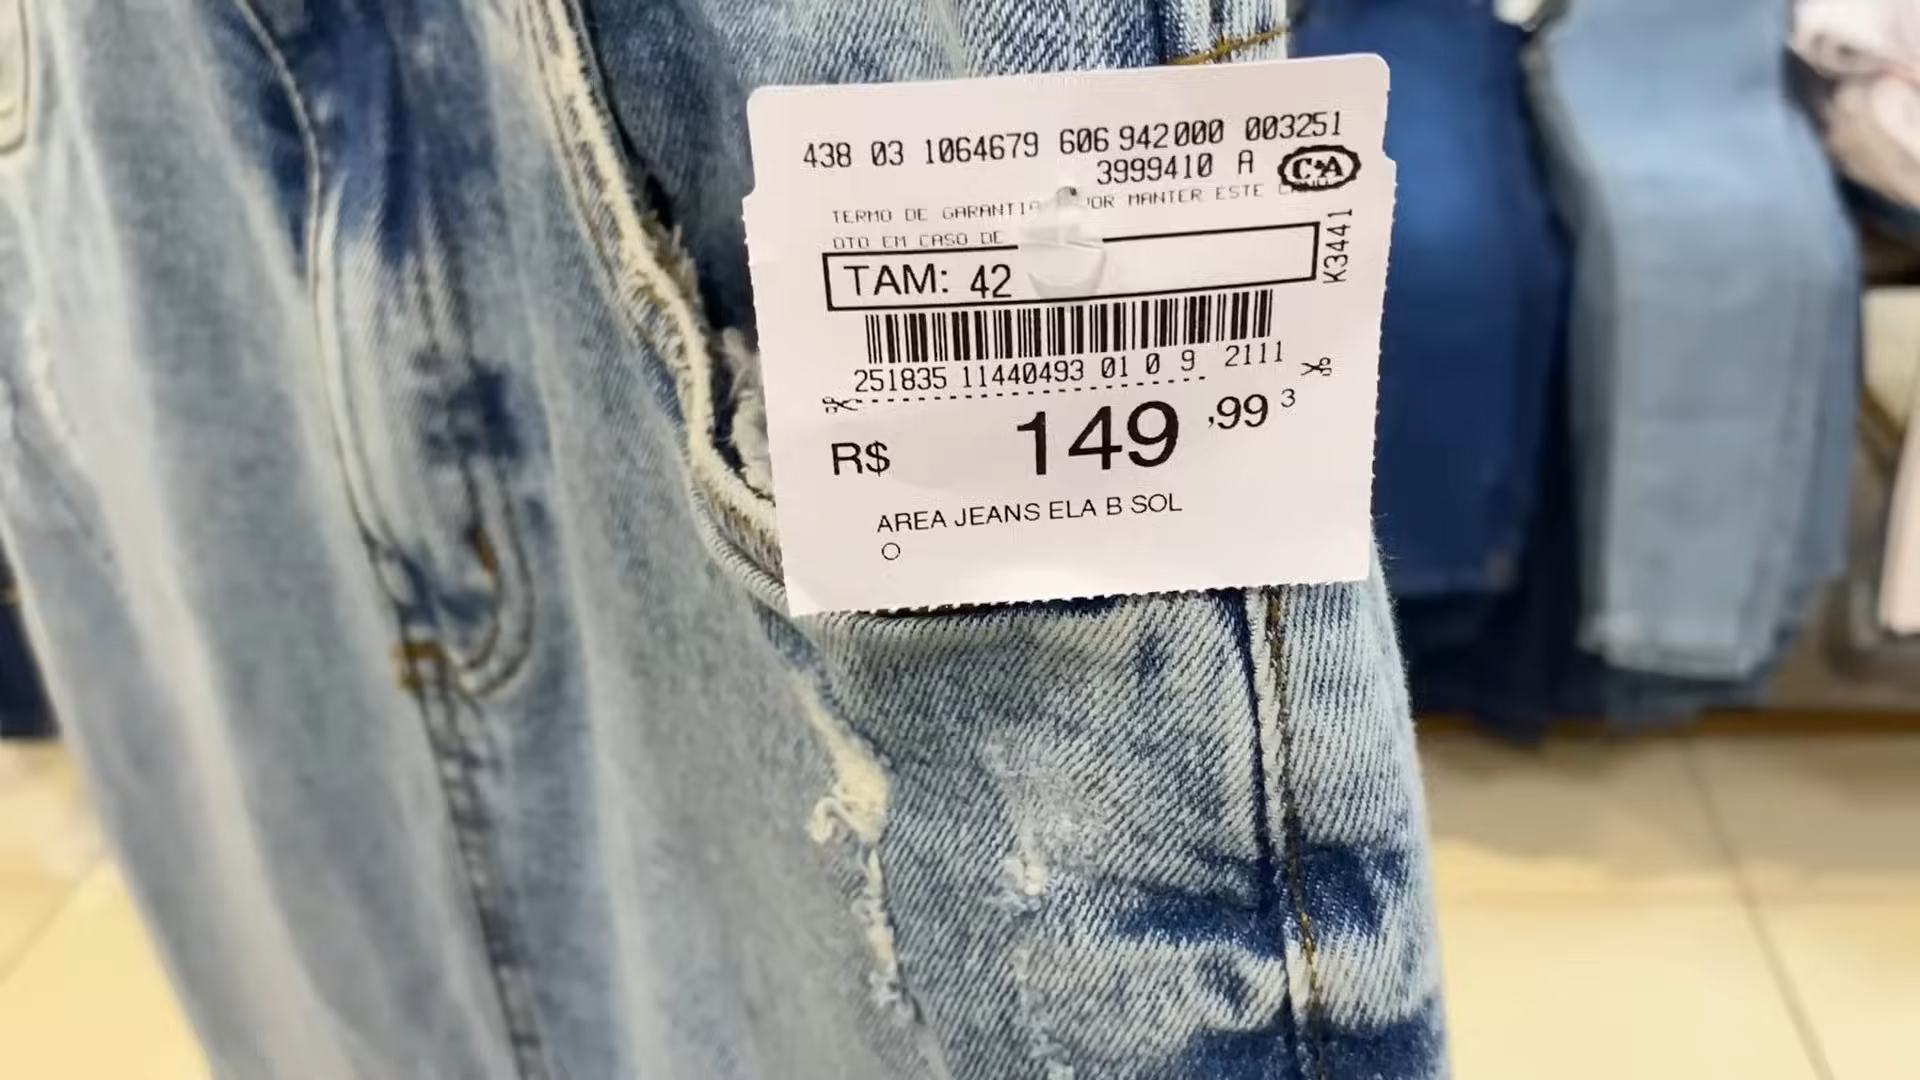 438 03 1064679 606 942000 003251
3999410 A C&A
TERMO DE GARANTIA MANTER ESTE
OTO EM CASO DE
TAM: 42
K3441
251835 11440493 01 0 9 2111
R$ 149,99 3
AREA JEANS ELA B SOL
O